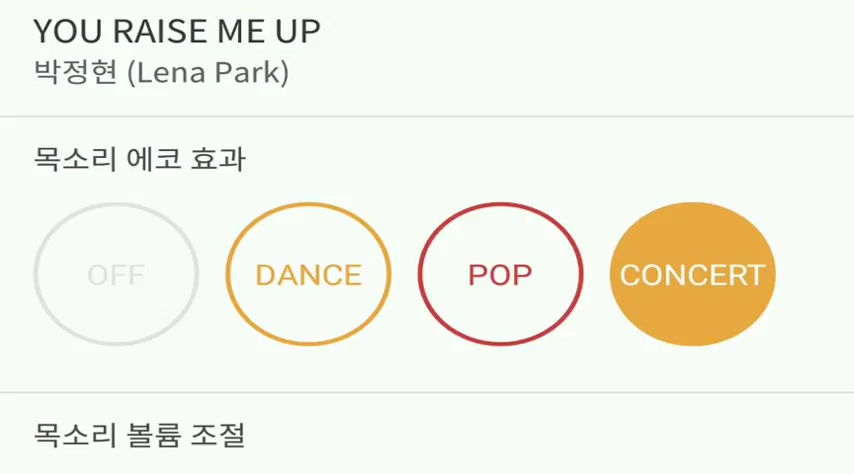 YOU RAISE ME UP
박정현 (Lena Park)
목소리 에코 효과
OFF DANCE POP CONCERT
목소리 볼륨 조절